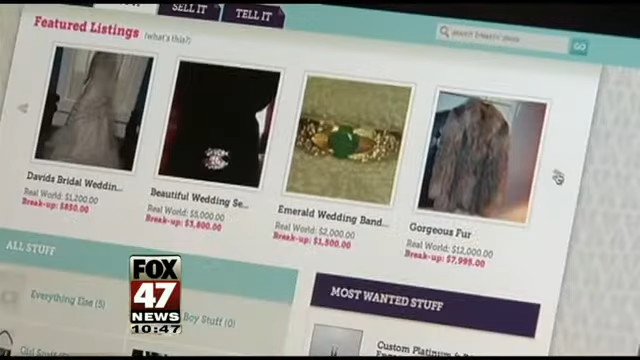 SELL IT
TELL IT
Featured Listings (what's this?)
GO
Davids Bridal Weddin...
Real World: $1,200.00
Break-up: $850.00
Beautiful Wedding Se...
Real World: $5,000.00
Break-up: $3,800.00
Emerald Wedding Band...
Real World: $2,000.00
Break-up: $1,500.00
Gorgeous Fur
Real World: $12,000.00
Break-up: $7,995.00
ALL STUFF
Everything Else (5)
Boy Stuff (0)
MOST WANTED STUFF
Custom Platinum
FOX
47
NEWS
10:47